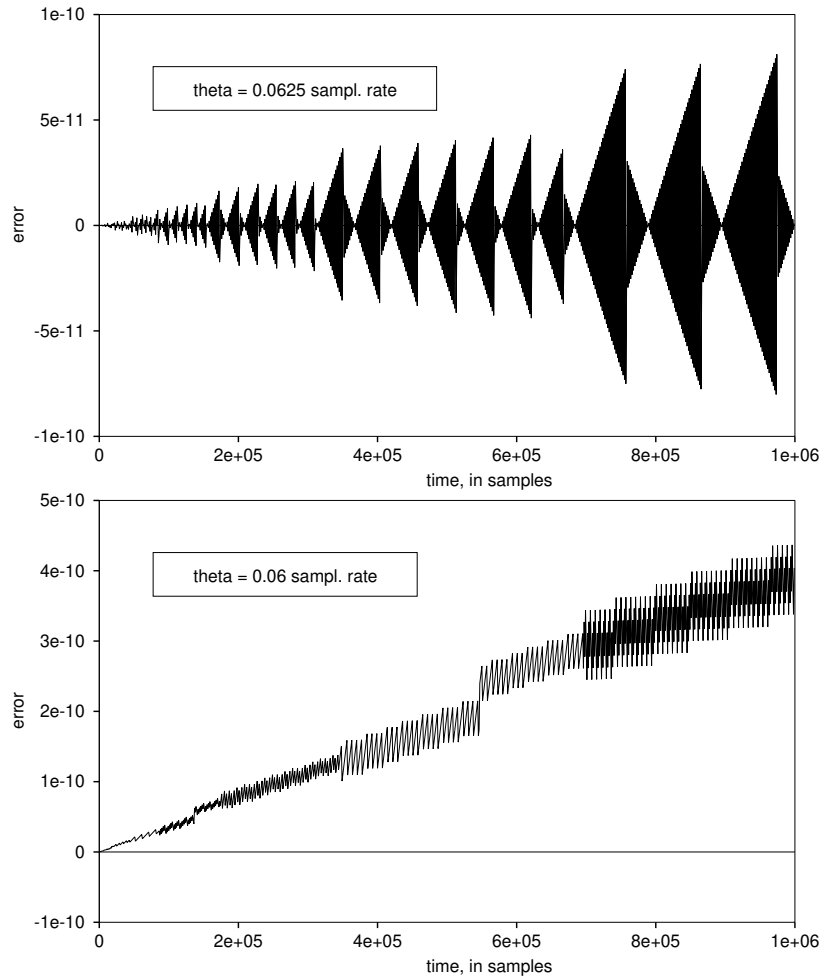 1e-10
theta = 0.0625 sampl. rate
5e-11
error
0
-5e-11
-1e-10
0 2e+05 4e+05 6e+05 8e+05 1e+06
time, in samples
5e-10
theta = 0.06 sampl. rate
4e-10
3e-10
error
2e-10
1e-10
0
-1e-10
0 2e+05 4e+05 6e+05 8e+05 1e+06
time, in samples